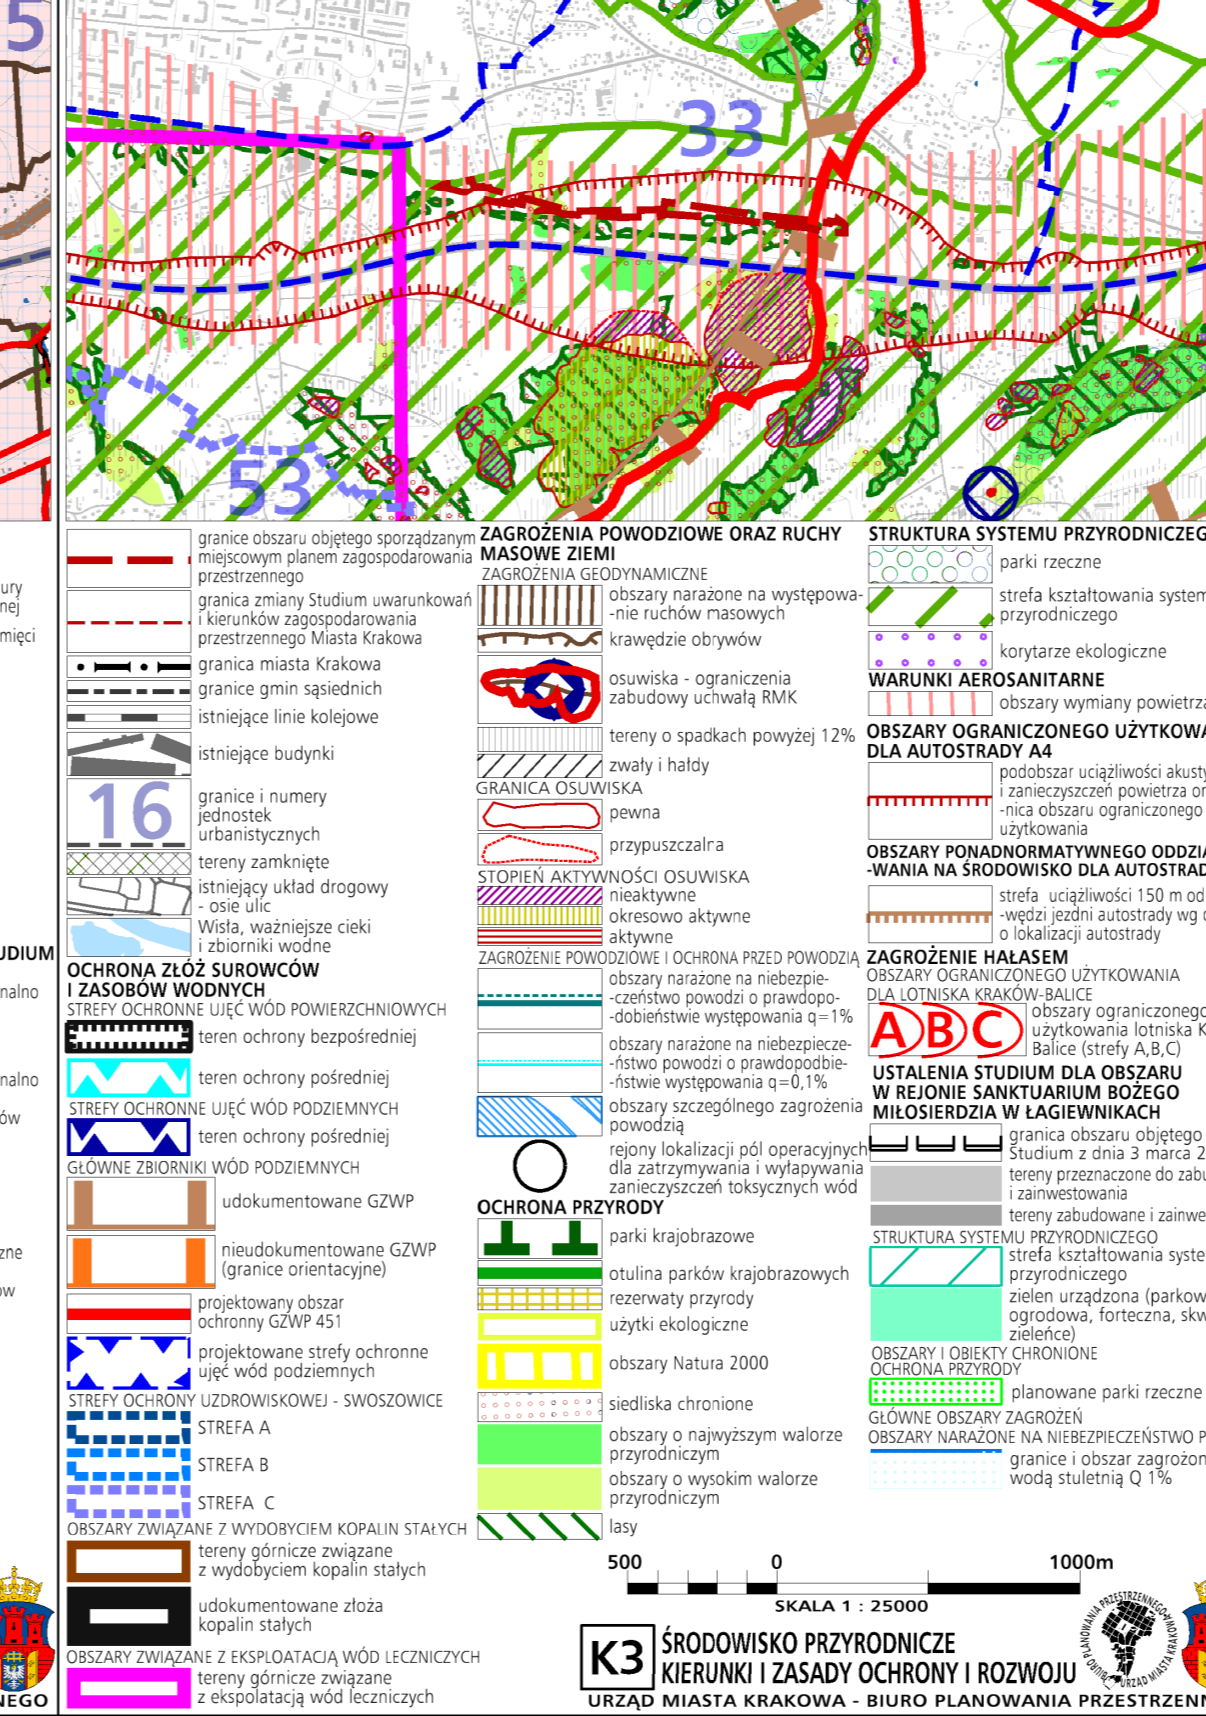 5
33
53
ury
nej
mięci
UDIUM
nalno
nalno
ów
zne
ów
NEGO
granice obszaru objętego sporządzanym
miejscowym planem zagospodarowania
przestrzennego
granica zmiany Studium uwarunkowań
i kierunków zagospodarowania
przestrzennego Miasta Krakowa
granica miasta Krakowa
granice gmin sąsiednich
istniejące linie kolejowe
istniejące budynki
16
granice i numery
jednostek
urbanistycznych
tereny zamknięte
istniejący układ drogowy
- osie ulic
Wisła, ważniejsze cieki
i zbiorniki wodne
OCHRONA ZŁÓŻ SUROWCÓW
I ZASOBÓW WODNYCH
STREFY OCHRONNE UJĘĆ WÓD POWIERZCHNIOWYCH
teren ochrony bezpośredniej
teren ochrony pośredniej
STREFY OCHRONNE UJĘĆ WÓD PODZIEMNYCH
teren ochrony pośredniej
GŁÓWNE ZBIORNIKI WÓD PODZIEMNYCH
udokumentowane GZWP
nieudokumentowane GZWP
(granice orientacyjne)
projektowany obszar
ochronny GZWP 451
projektowane strefy ochronne
ujęć wód podziemnych
STREFY OCHRONY UZDROWISKOWEJ - SWOSZOWICE
STREFA A
STREFA B
STREFA C
OBSZARY ZWIĄZANE Z WYDOBYCIEM KOPALIN STAŁYCH
tereny górnicze związane
z wydobyciem kopalin stałych
udokumentowane złoża
kopalin stałych
OBSZARY ZWIĄZANE Z EKSPLOATACJĄ WÓD LECZNICZYCH
tereny górnicze związane
z ekspolatacją wód leczniczych
ZAGROŻENIA POWODZIOWE ORAZ RUCHY
MASOWE ZIEMI
ZAGROŻENIA GEODYNAMICZNE
obszary narażone na występowa-
-nie ruchów masowych
krawędzie obrywów
osuwiska - ograniczenia
zabudowy uchwałą RMK
tereny o spadkach powyżej 12%
zwały i hałdy
GRANICA OSUWISKA
pewna
przypuszczalna
STOPIEŃ AKTYWNOŚCI OSUWISKA
nieaktywne
okresowo aktywne
aktywne
ZAGROŻENIE POWODZIOWE I OCHRONA PRZED POWODZIĄ
obszary narażone na niebezpie-
-czeństwo powodzi o prawdopo-
-dobieństwie występowania q=1%
obszary narażone na niebezpiecze-
-ństwo powodzi o prawdopodbie-
-ństwie występowania q=0,1%
obszary szczególnego zagrożenia
powodzią
rejony lokalizacji pól operacyjnych
dla zatrzymywania i wyłapywania
zanieczyszczeń toksycznych wód
OCHRONA PRZYRODY
parki krajobrazowe
otulina parków krajobrazowych
rezerwaty przyrody
użytki ekologiczne
obszary Natura 2000
siedliska chronione
obszary o najwyższym walorze
przyrodniczym
obszary o wysokim walorze
przyrodniczym
lasy
STRUKTURA SYSTEMU PRZYRODNICZEG
parki rzeczne
strefa kształtowania system
przyrodniczego
korytarze ekologiczne
WARUNKI AEROSANITARNE
obszary wymiany powietrza
OBSZARY OGRANICZONEGO UŻYTKOWA
DLA AUTOSTRADY A4
podobszar uciążliwości akusty
i zanieczyszczeń powietrza or
-nica obszaru ograniczonego
użytkowania
OBSZARY PONADNORMATYWNEGO ODDZIA
-WANIA NA ŚRODOWISKO DLA AUTOSTRAD
strefa uciążliwości 150 m od
-wędzi jezdni autostrady wg d
o lokalizacji autostrady
ZAGROŻENIE HAŁASEM
OBSZARY OGRANICZONEGO UŻYTKOWANIA
DLA LOTNISKA KRAKÓW-BALICE
A B C
obszary ograniczonego
użytkowania lotniska K
Balice (strefy A,B,C)
USTALENIA STUDIUM DLA OBSZARU
W REJONIE SANKTUARIUM BOŻEGO
MIŁOSIERDZIA W ŁAGIEWNIKACH
granica obszaru objętego
Studium z dnia 3 marca 2
tereny przeznaczone do zabu
i zainwestowania
tereny zabudowane i zainwe
STRUKTURA SYSTEMU PRZYRODNICZEGO
strefa kształtowania syste
przyrodniczego
zielen urządzona (parkow
ogrodowa, forteczna, skw
zieleńce)
OBSZARY I OBIEKTY CHRONIONE
OCHRONA PRZYRODY
planowane parki rzeczne
GŁÓWNE OBSZARY ZAGROŻEŃ
OBSZARY NARAŻONE NA NIEBEZPIECZEŃSTWO P
granice i obszar zagrożon
wodą stuletnią Q 1%
500 0 1000m
SKALA 1 : 25000
K3
ŚRODOWISKO PRZYRODNICZE
KIERUNKI I ZASADY OCHRONY I ROZWOJU
URZĄD MIASTA KRAKOWA - BIURO PLANOWANIA PRZESTRZENN
BIURO PLANOWANIA PRZESTRZENNEGO
URZĄD MIASTA KRAKOWA